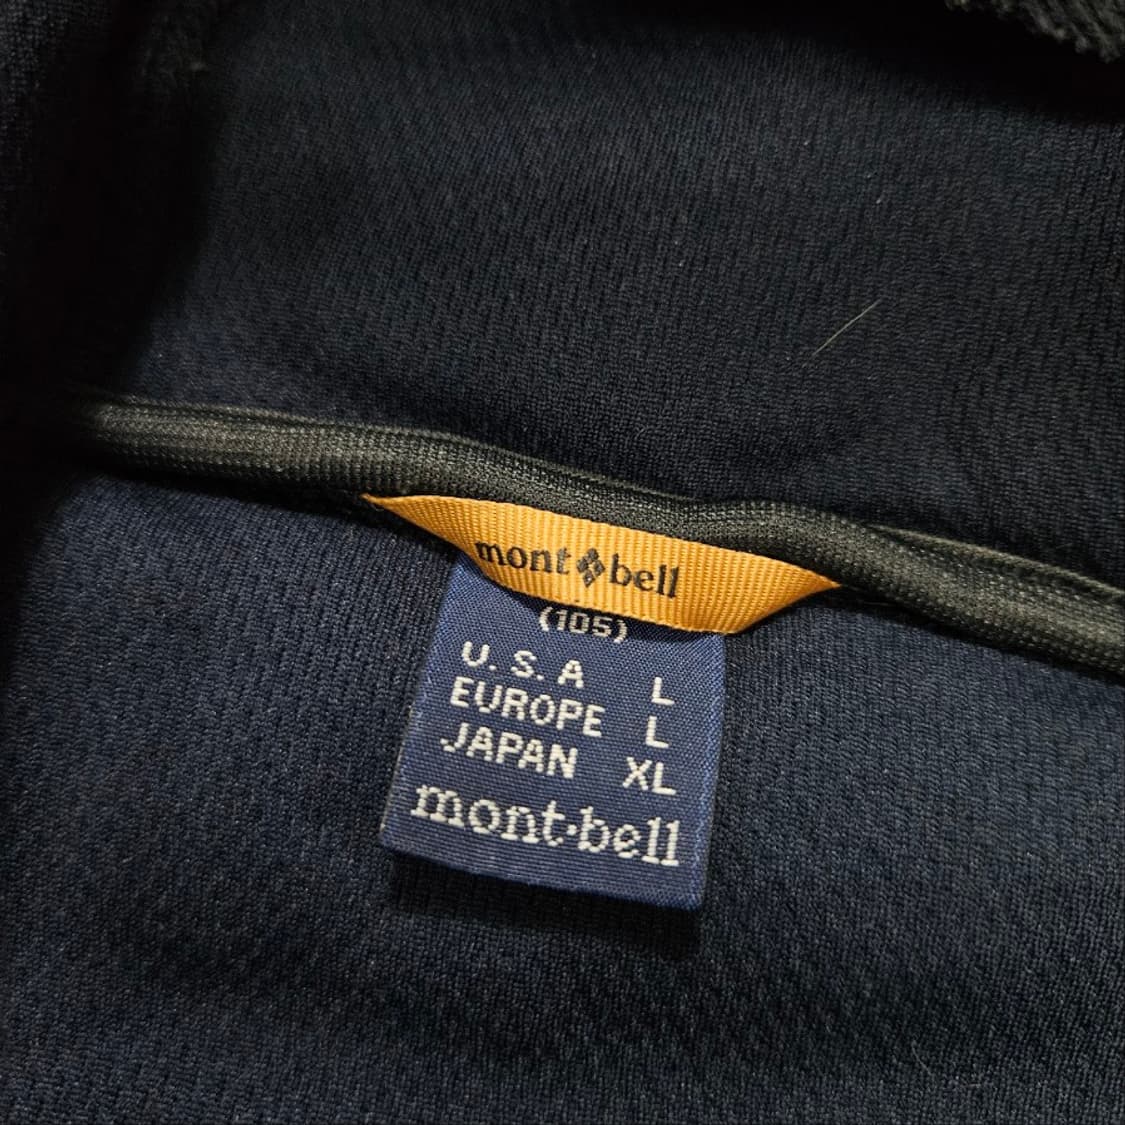 mont bell
(105)
U.S.A L
EUROPE L
JAPAN XL
mont·bell